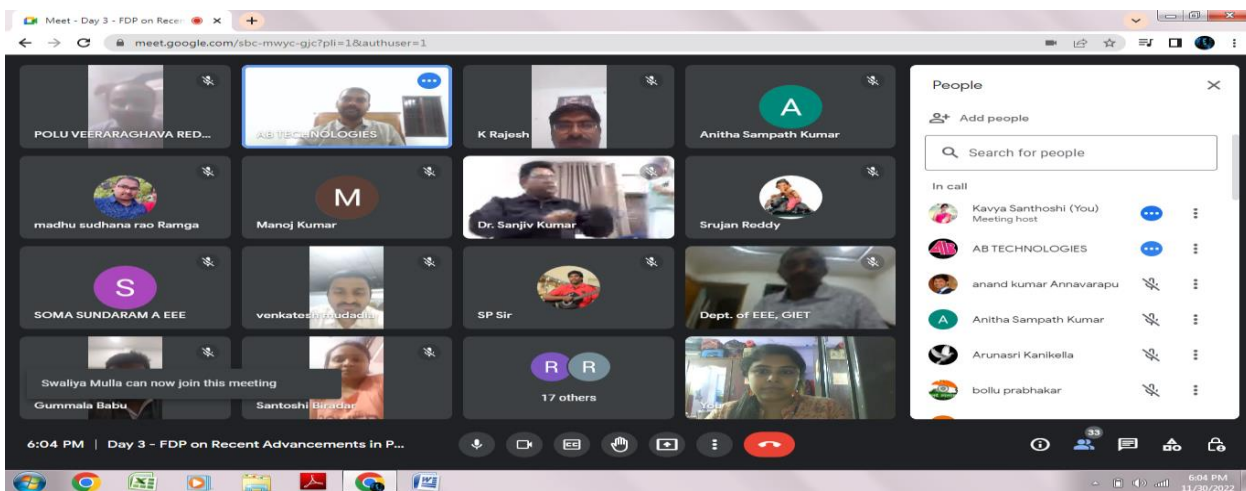 Meet - Day 3 - FDP on Recen
meet.google.com/sbc-mwyc-gjc?pli=1&authuser=1
POLU VEERARAGHAVA RED...
AB TECHNOLOGIES
K Rajesh
A
Anitha Sampath Kumar
madhu sudhana rao Ramga
M
Manoj Kumar
Dr. Sanjiv Kumar
Srujan Reddy
S
SOMA SUNDARAM A EEE
venkatesh
SP Sir
Dept. of EEE, GIET
Swaliya Mulla can now join this meeting
Gummala Babu
Santoshi Biradar
R R
17 others
You
People
Add people
Search for people
In call
Kavya Santhoshi (You)
Meeting host
AB TECHNOLOGIES
anand kumar Annavarapu
A
Anitha Sampath Kumar
Arunasri Kanikella
bollu prabhakar
6:04 PM | Day 3 - FDP on Recent Advancements in P...
CC
33
6:04 PM
11/30/2022